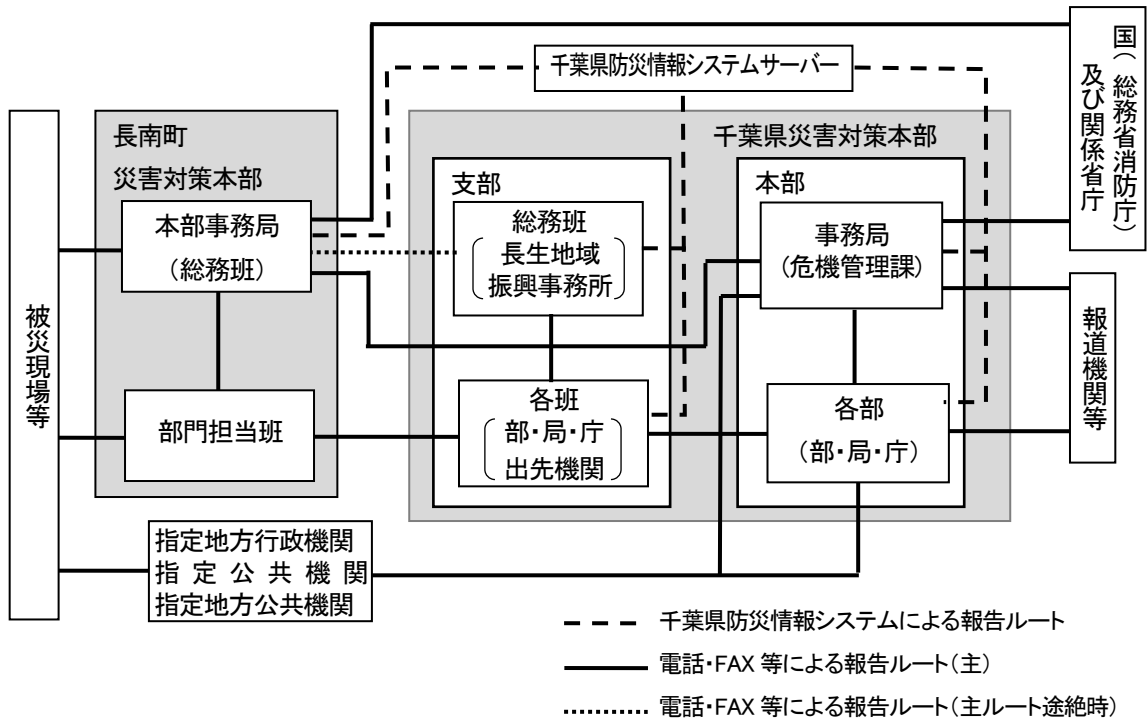 千葉県防災情報システムサーバー
国（総務省消防庁）
及び関係省庁
長南町
災害対策本部
千葉県災害対策本部
支部
本部
本部事務局
（総務班）
総務班
長生地域
振興事務所
事務局
（危機管理課）
被災現場等
報道機関等
部門担当班
各班
部・局・庁
出先機関
各部
（部・局・庁）
指定地方行政機関
指定公共機関
指定地方公共機関
千葉県防災情報システムによる報告ルート
電話・FAX 等による報告ルート（主）
電話・FAX 等による報告ルート（主ルート途絶時）